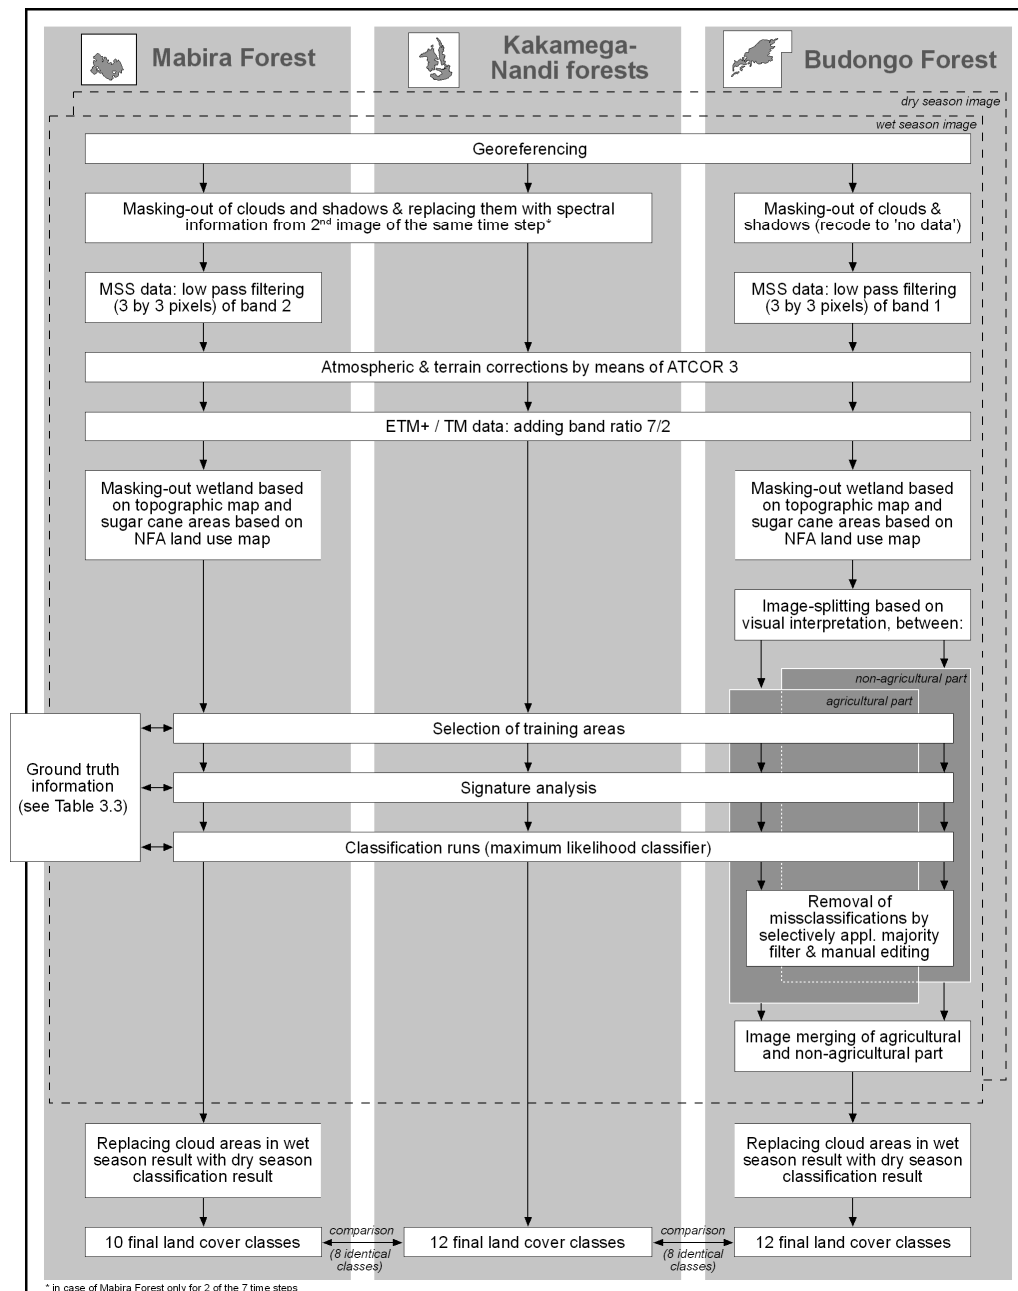 Mabira Forest
Kakamega-
Nandi forests
Budongo Forest
dry season image
wet season image
Georeferencing
Masking-out of clouds and shadows & replacing them with spectral
information from 2nd image of the same time step*
Masking-out of clouds &
shadows (recode to 'no data')
MSS data: low pass filtering
(3 by 3 pixels) of band 2
MSS data: low pass filtering
(3 by 3 pixels) of band 1
Atmospheric & terrain corrections by means of ATCOR 3
ETM+ / TM data: adding band ratio 7/2
Masking-out wetland based
on topographic map and
sugar cane areas based on
NFA land use map
Masking-out wetland based
on topographic map and
sugar cane areas based on
NFA land use map
Image-splitting based on
visual interpretation, between:
non-agricultural part
agricultural part
Selection of training areas
Ground truth
information
(see Table 3.3)
Signature analysis
Classification runs (maximum likelihood classifier)
Removal of
missclassifications by
selectively appl. majority
filter & manual editing
Image merging of agricultural
and non-agricultural part
Replacing cloud areas in wet
season result with dry season
classification result
Replacing cloud areas in wet
season result with dry season
classification result
10 final land cover classes
comparison
(8 identical
classes)
12 final land cover classes
comparison
(8 identical
classes)
12 final land cover classes
* in case of Mabira Forest only for 2 of the 7 time steps